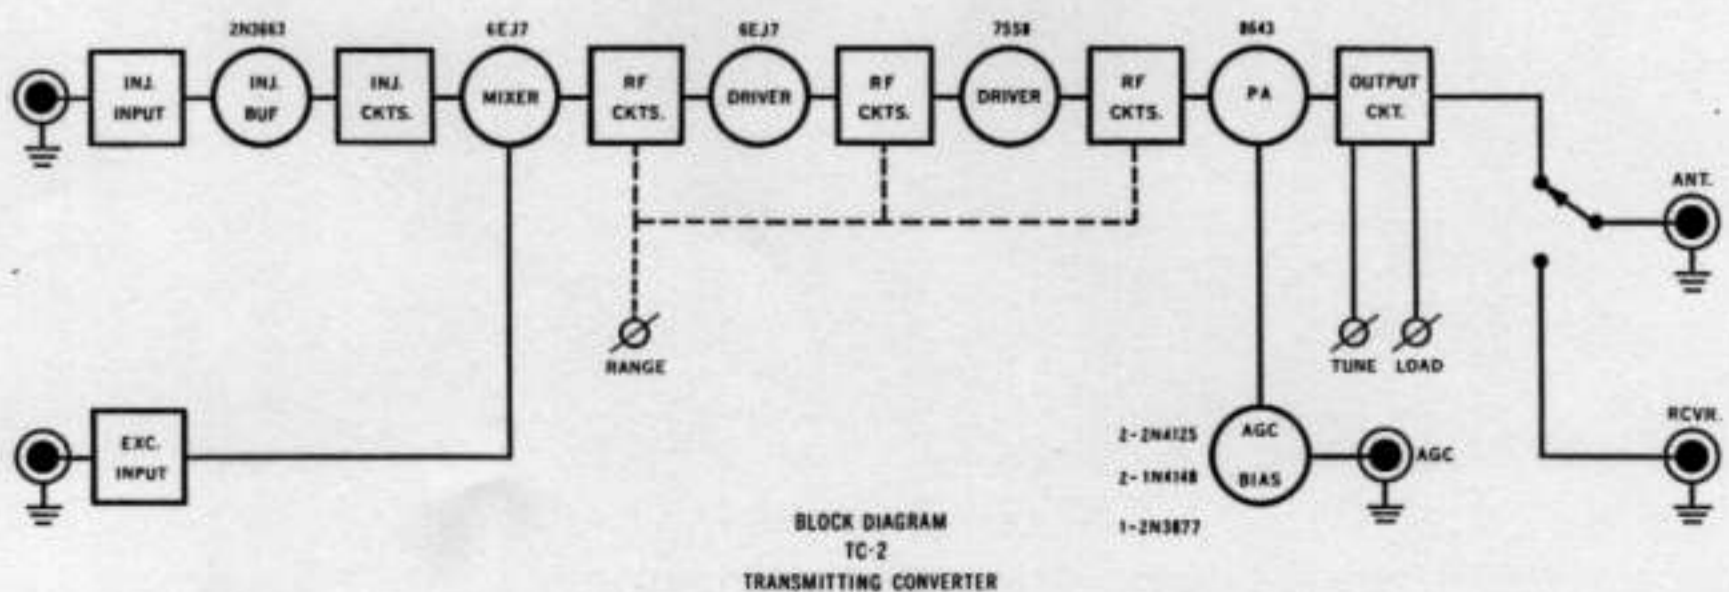 2N3663
6EJ7
6EJ7
7558
8643
INJ.
INPUT
INJ.
BUF
INJ.
CKTS.
MIXER
RF
CKTS.
DRIVER
RF
CKTS.
DRIVER
RF
CKTS.
PA
OUTPUT
CKT.
ANT.
RANGE
TUNE
LOAD
EXC.
INPUT
2-2N4125
2-1N4148
1-2N3877
AGC
BIAS
AGC
RCVR.
BLOCK DIAGRAM
TC-2
TRANSMITTING CONVERTER